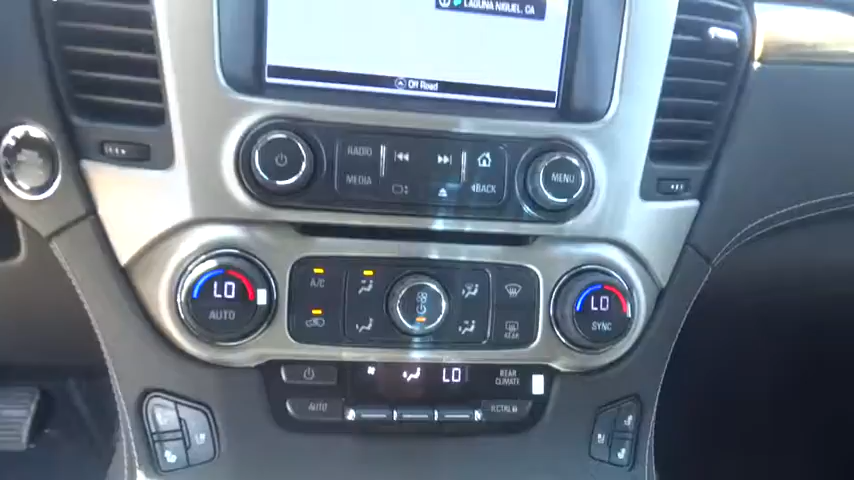 LAGUNA NIGUEL, CA
Off Road
RADIO
MEDIA
BACK
MENU
A/C
LO
AUTO
REAR
LO
SYNC
AUTO
LO
REAR
CLIMATE